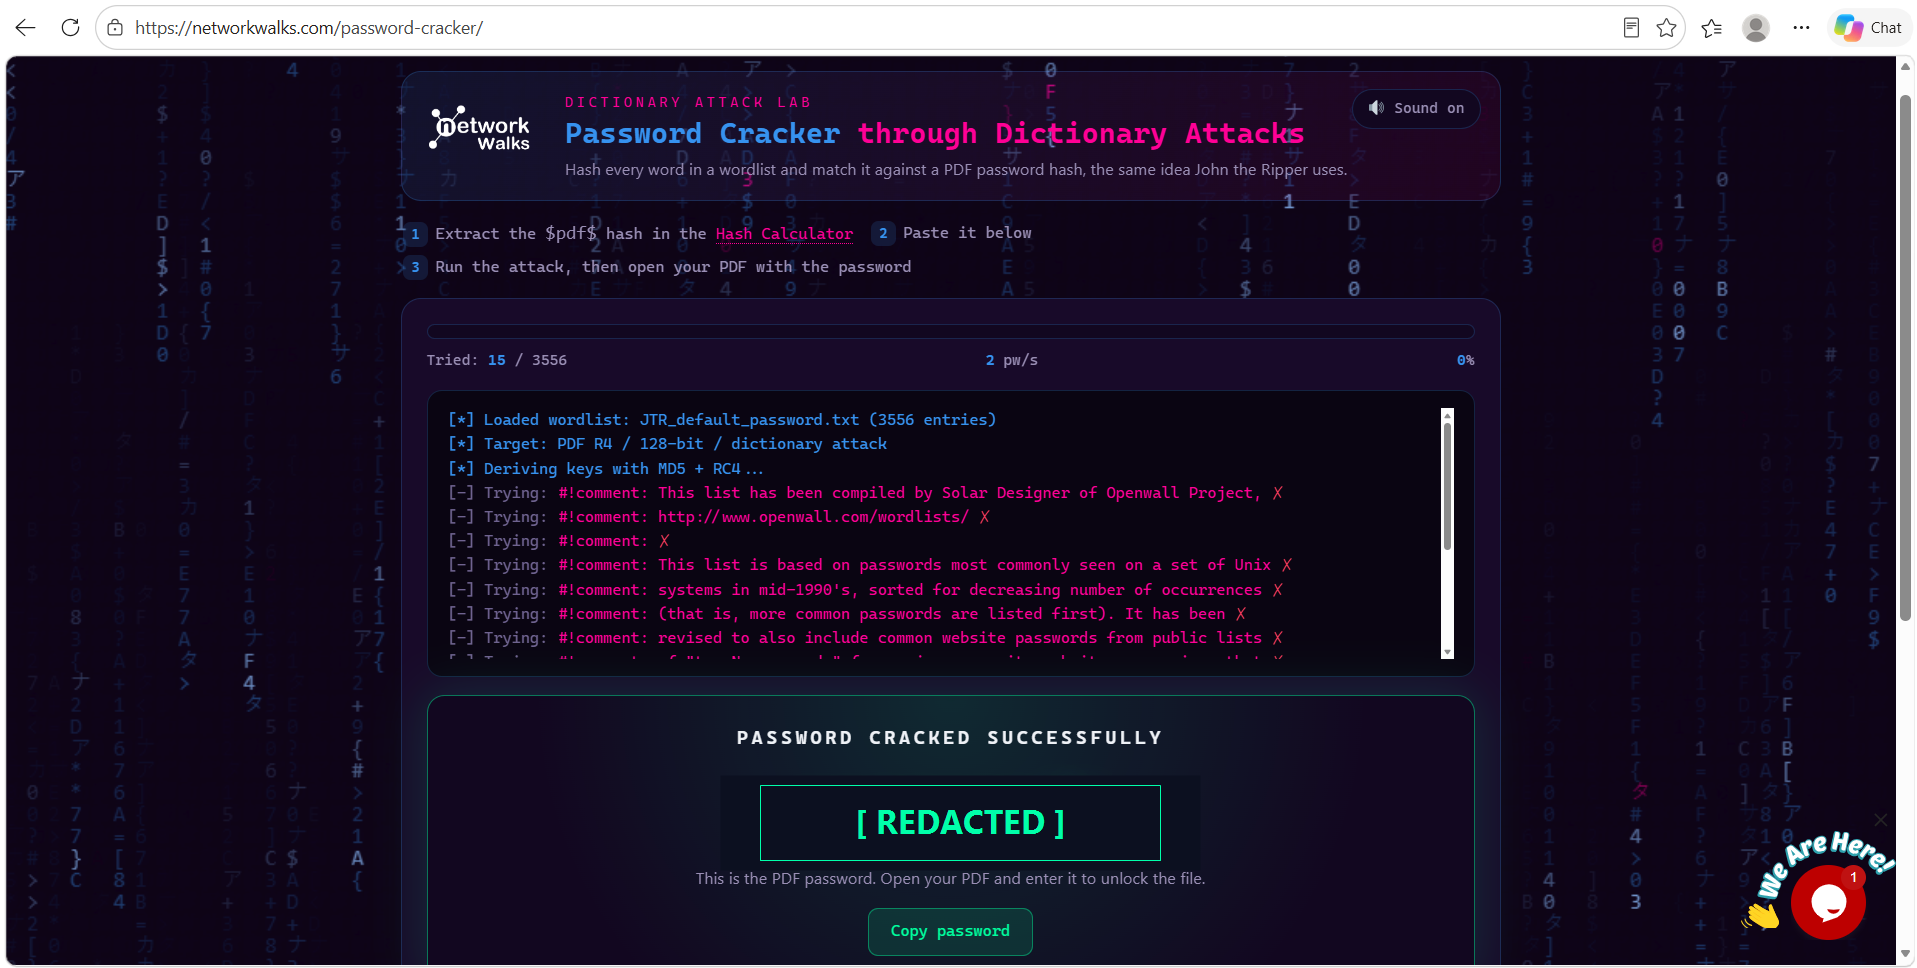 https://networkwalks.com/password-cracker/
Chat
network
Walks
DICTIONARY ATTACK LAB
Password Cracker through Dictionary Attacks
Hash every word in a wordlist and match it against a PDF password hash, the same idea John the Ripper uses.
Sound on
1 Extract the $pdf$ hash in the Hash Calculator 2 Paste it below
3 Run the attack, then open your PDF with the password
Tried: 15 / 3556 2 pw/s 0%
[*] Loaded wordlist: JTR_default_password.txt (3556 entries)
[*] Target: PDF R4 / 128-bit / dictionary attack
[*] Deriving keys with MD5 + RC4...
[-] Trying: #!comment: This list has been compiled by Solar Designer of Openwall Project, ✗
[-] Trying: #!comment: http://www.openwall.com/wordlists/ ✗
[-] Trying: #!comment: ✗
[-] Trying: #!comment: This list is based on passwords most commonly seen on a set of Unix ✗
[-] Trying: #!comment: systems in mid-1990's, sorted for decreasing number of occurrences ✗
[-] Trying: #!comment: (that is, more common passwords are listed first). It has been ✗
[-] Trying: #!comment: revised to also include common website passwords from public lists ✗
PASSWORD CRACKED SUCCESSFULLY
[ REDACTED ]
This is the PDF password. Open your PDF and enter it to unlock the file.
Copy password
We Are Here!
1